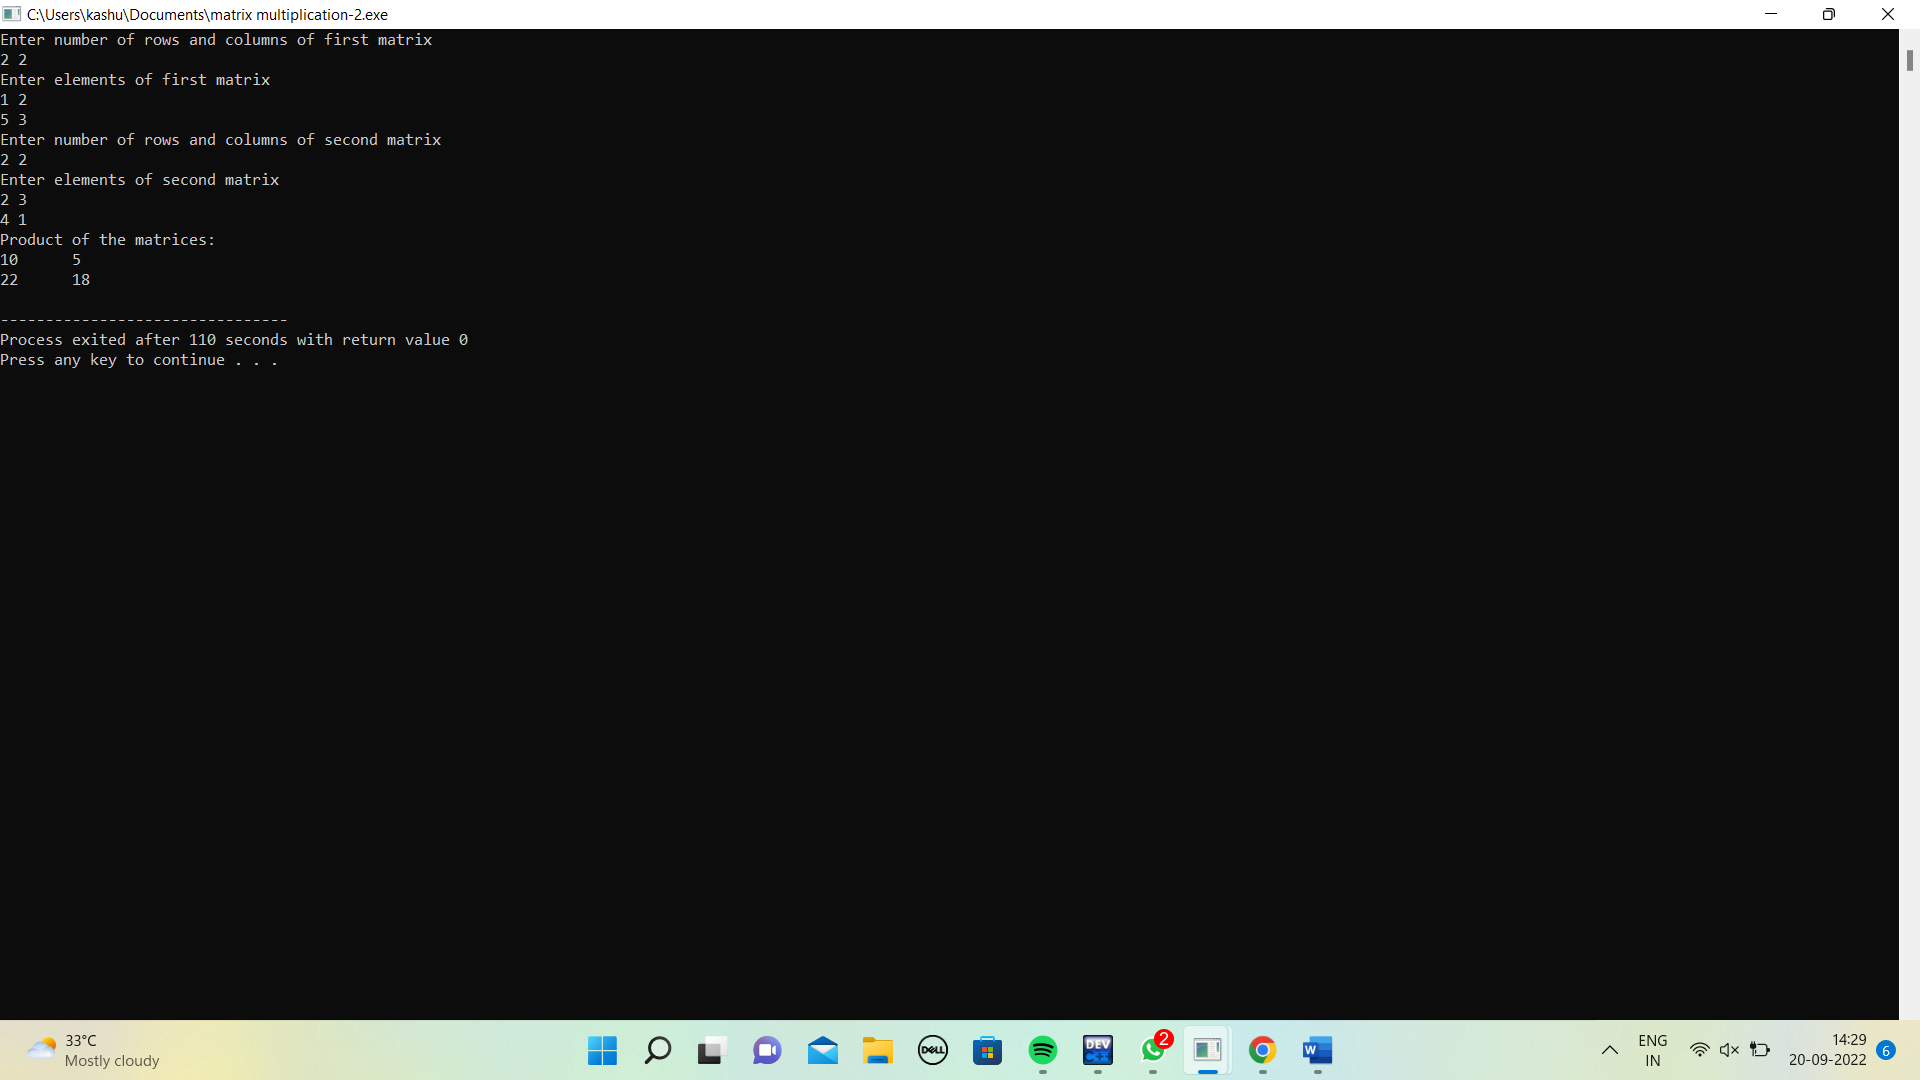 C:\Users\kashu\Documents\matrix multiplication-2.exe
Enter number of rows and columns of first matrix
2 2
Enter elements of first matrix
1 2
5 3
Enter number of rows and columns of second matrix
2 2
Enter elements of second matrix
2 3
4 1
Product of the matrices:
10      5
22      18
--------------------------------
Process exited after 110 seconds with return value 0
Press any key to continue . . .
33°C
Mostly cloudy
DELL
DEV
C++
2
W
ENG
IN
14:29
20-09-2022
6